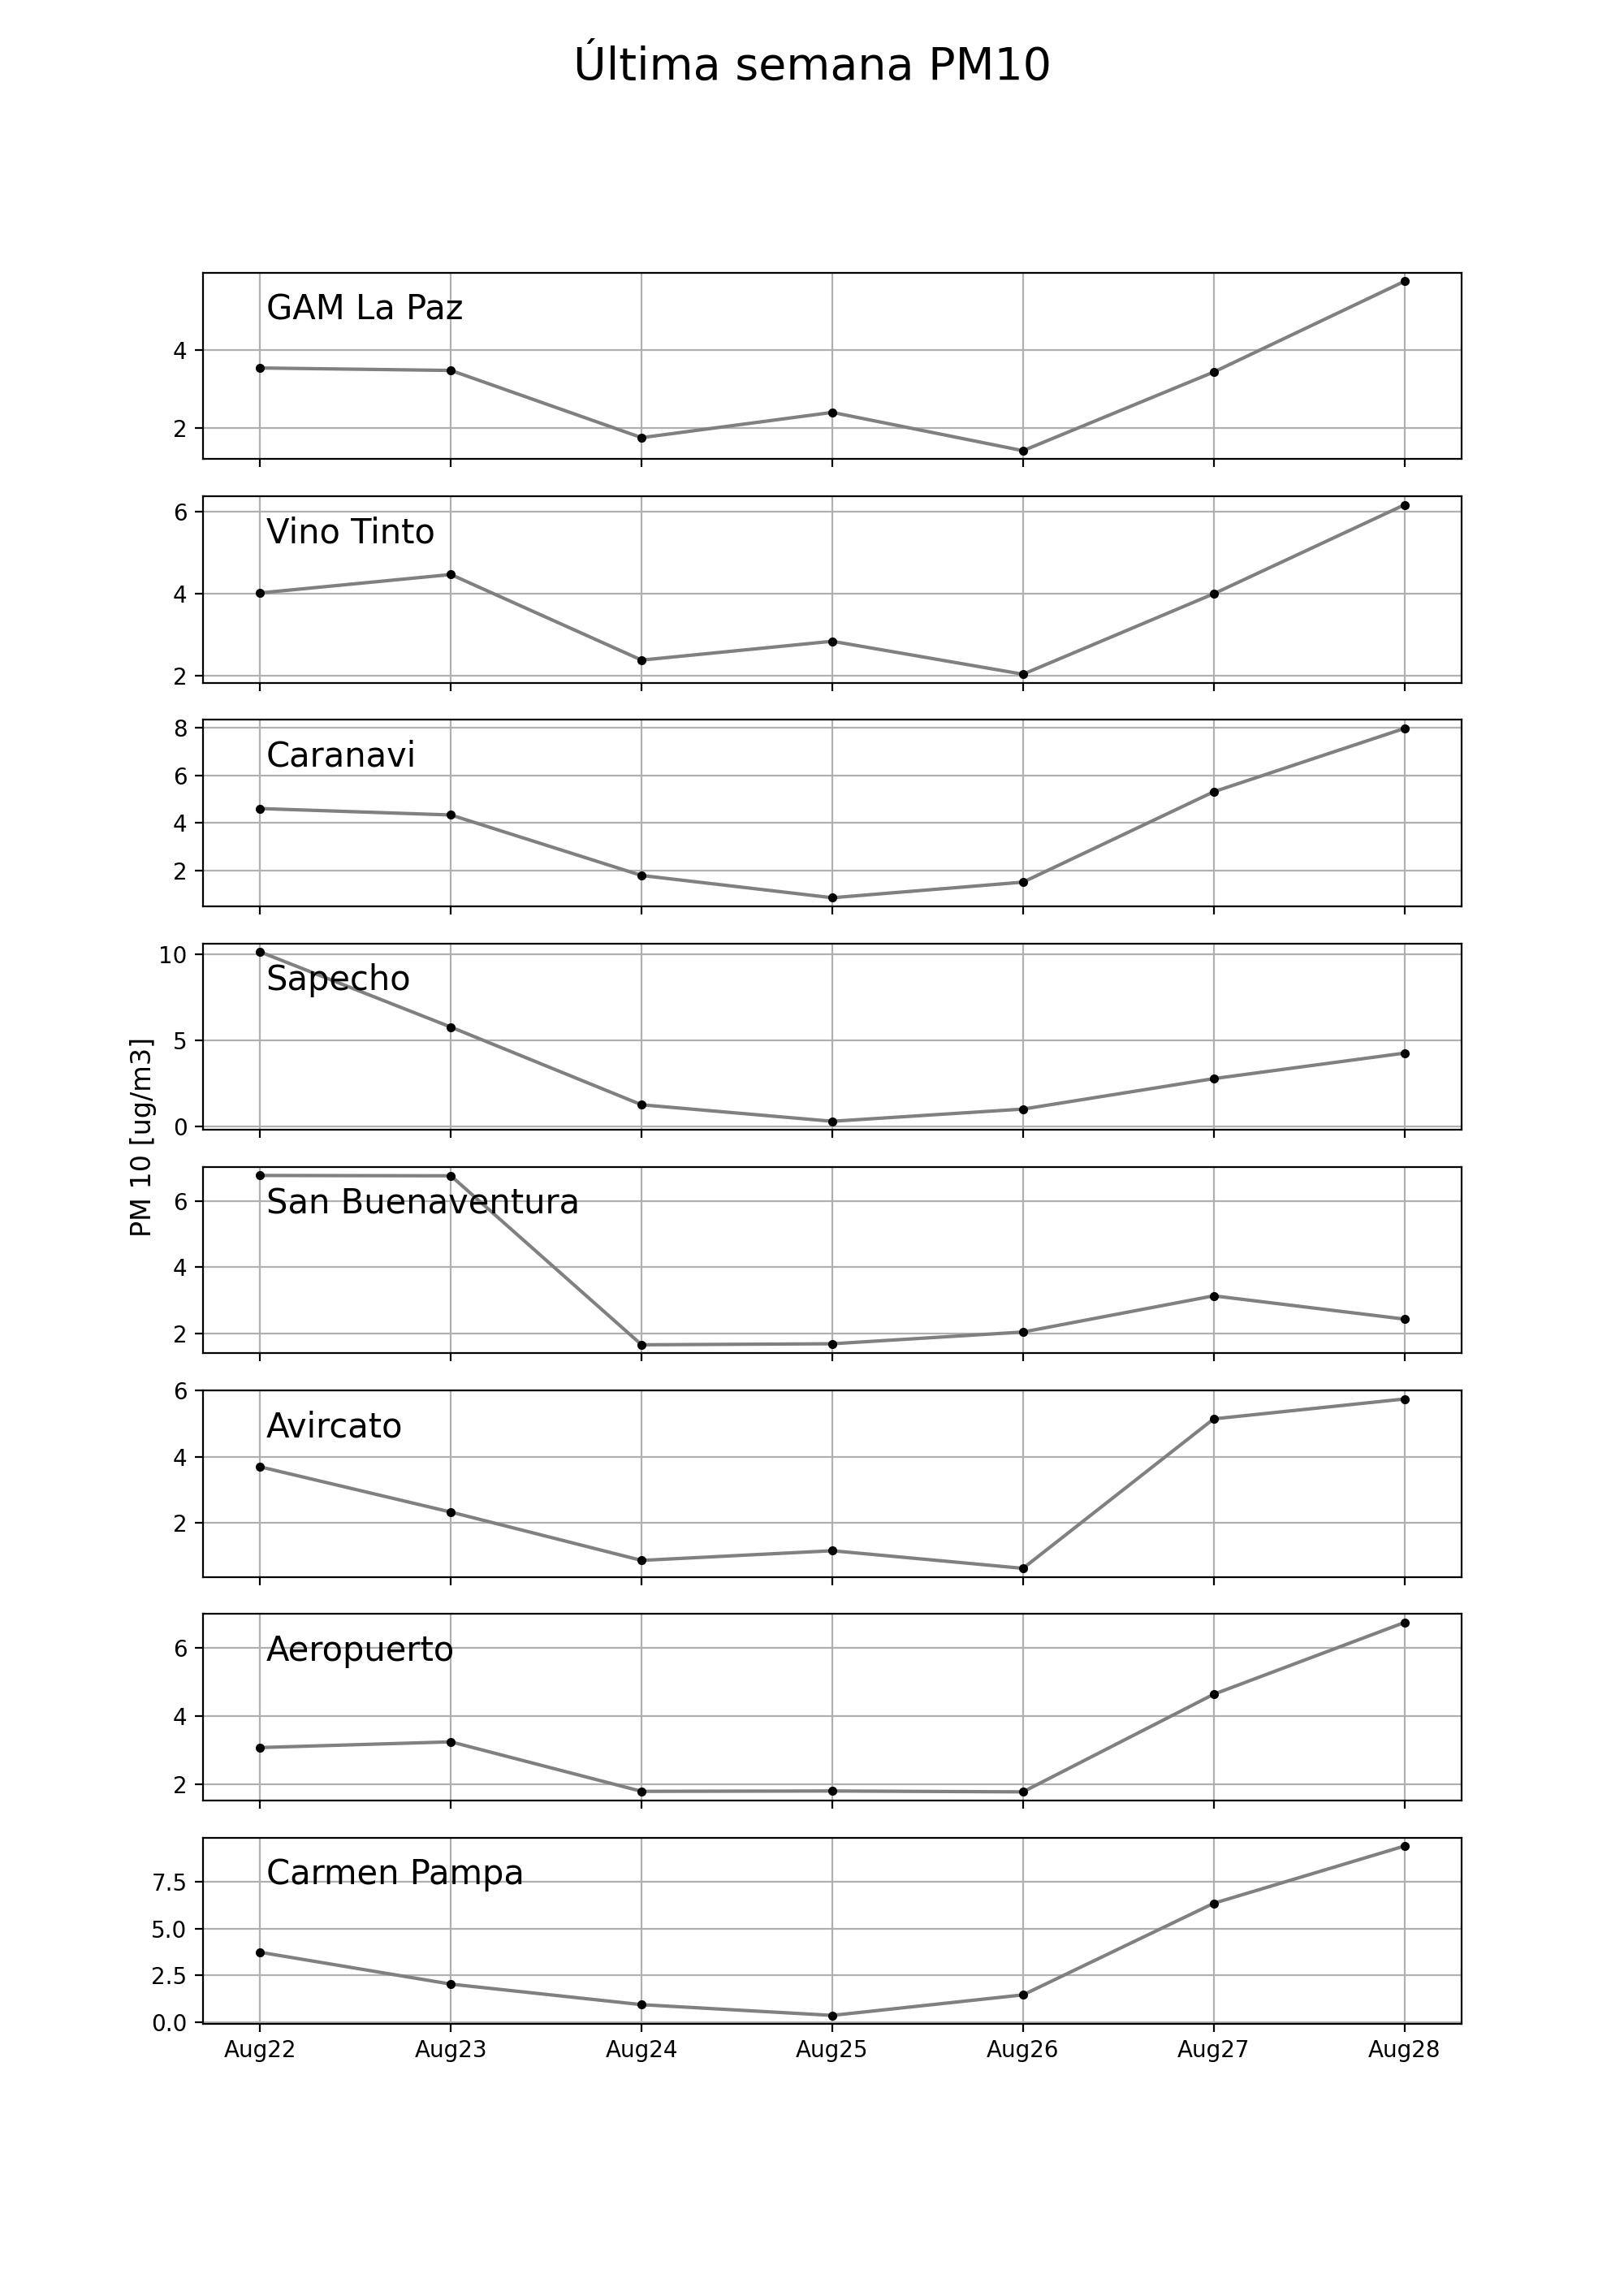 Última semana PM10
GAM La Paz
4
2
Vino Tinto
6
4
2
Caranavi
8
6
4
2
Sapecho
10
5
0
PM 10 [ug/m3]
San Buenaventura
6
4
2
Avircato
6
4
2
Aeropuerto
6
4
2
Carmen Pampa
7.5
5.0
2.5
0.0
Aug22 Aug23 Aug24 Aug25 Aug26 Aug27 Aug28